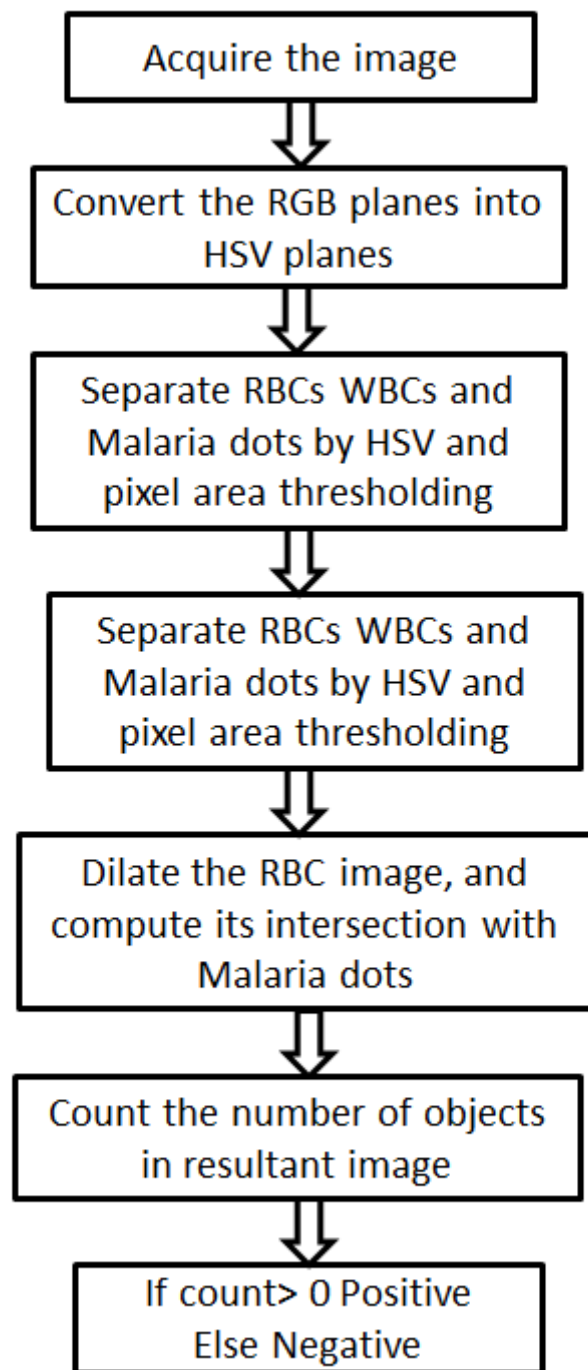 Acquire the image
Convert the RGB planes into
HSV planes
Separate RBCs WBCs and
Malaria dots by HSV and
pixel area thresholding
Separate RBCs WBCs and
Malaria dots by HSV and
pixel area thresholding
Dilate the RBC image, and
compute its intersection with
Malaria dots
Count the number of objects
in resultant image
If count> 0 Positive
Else Negative